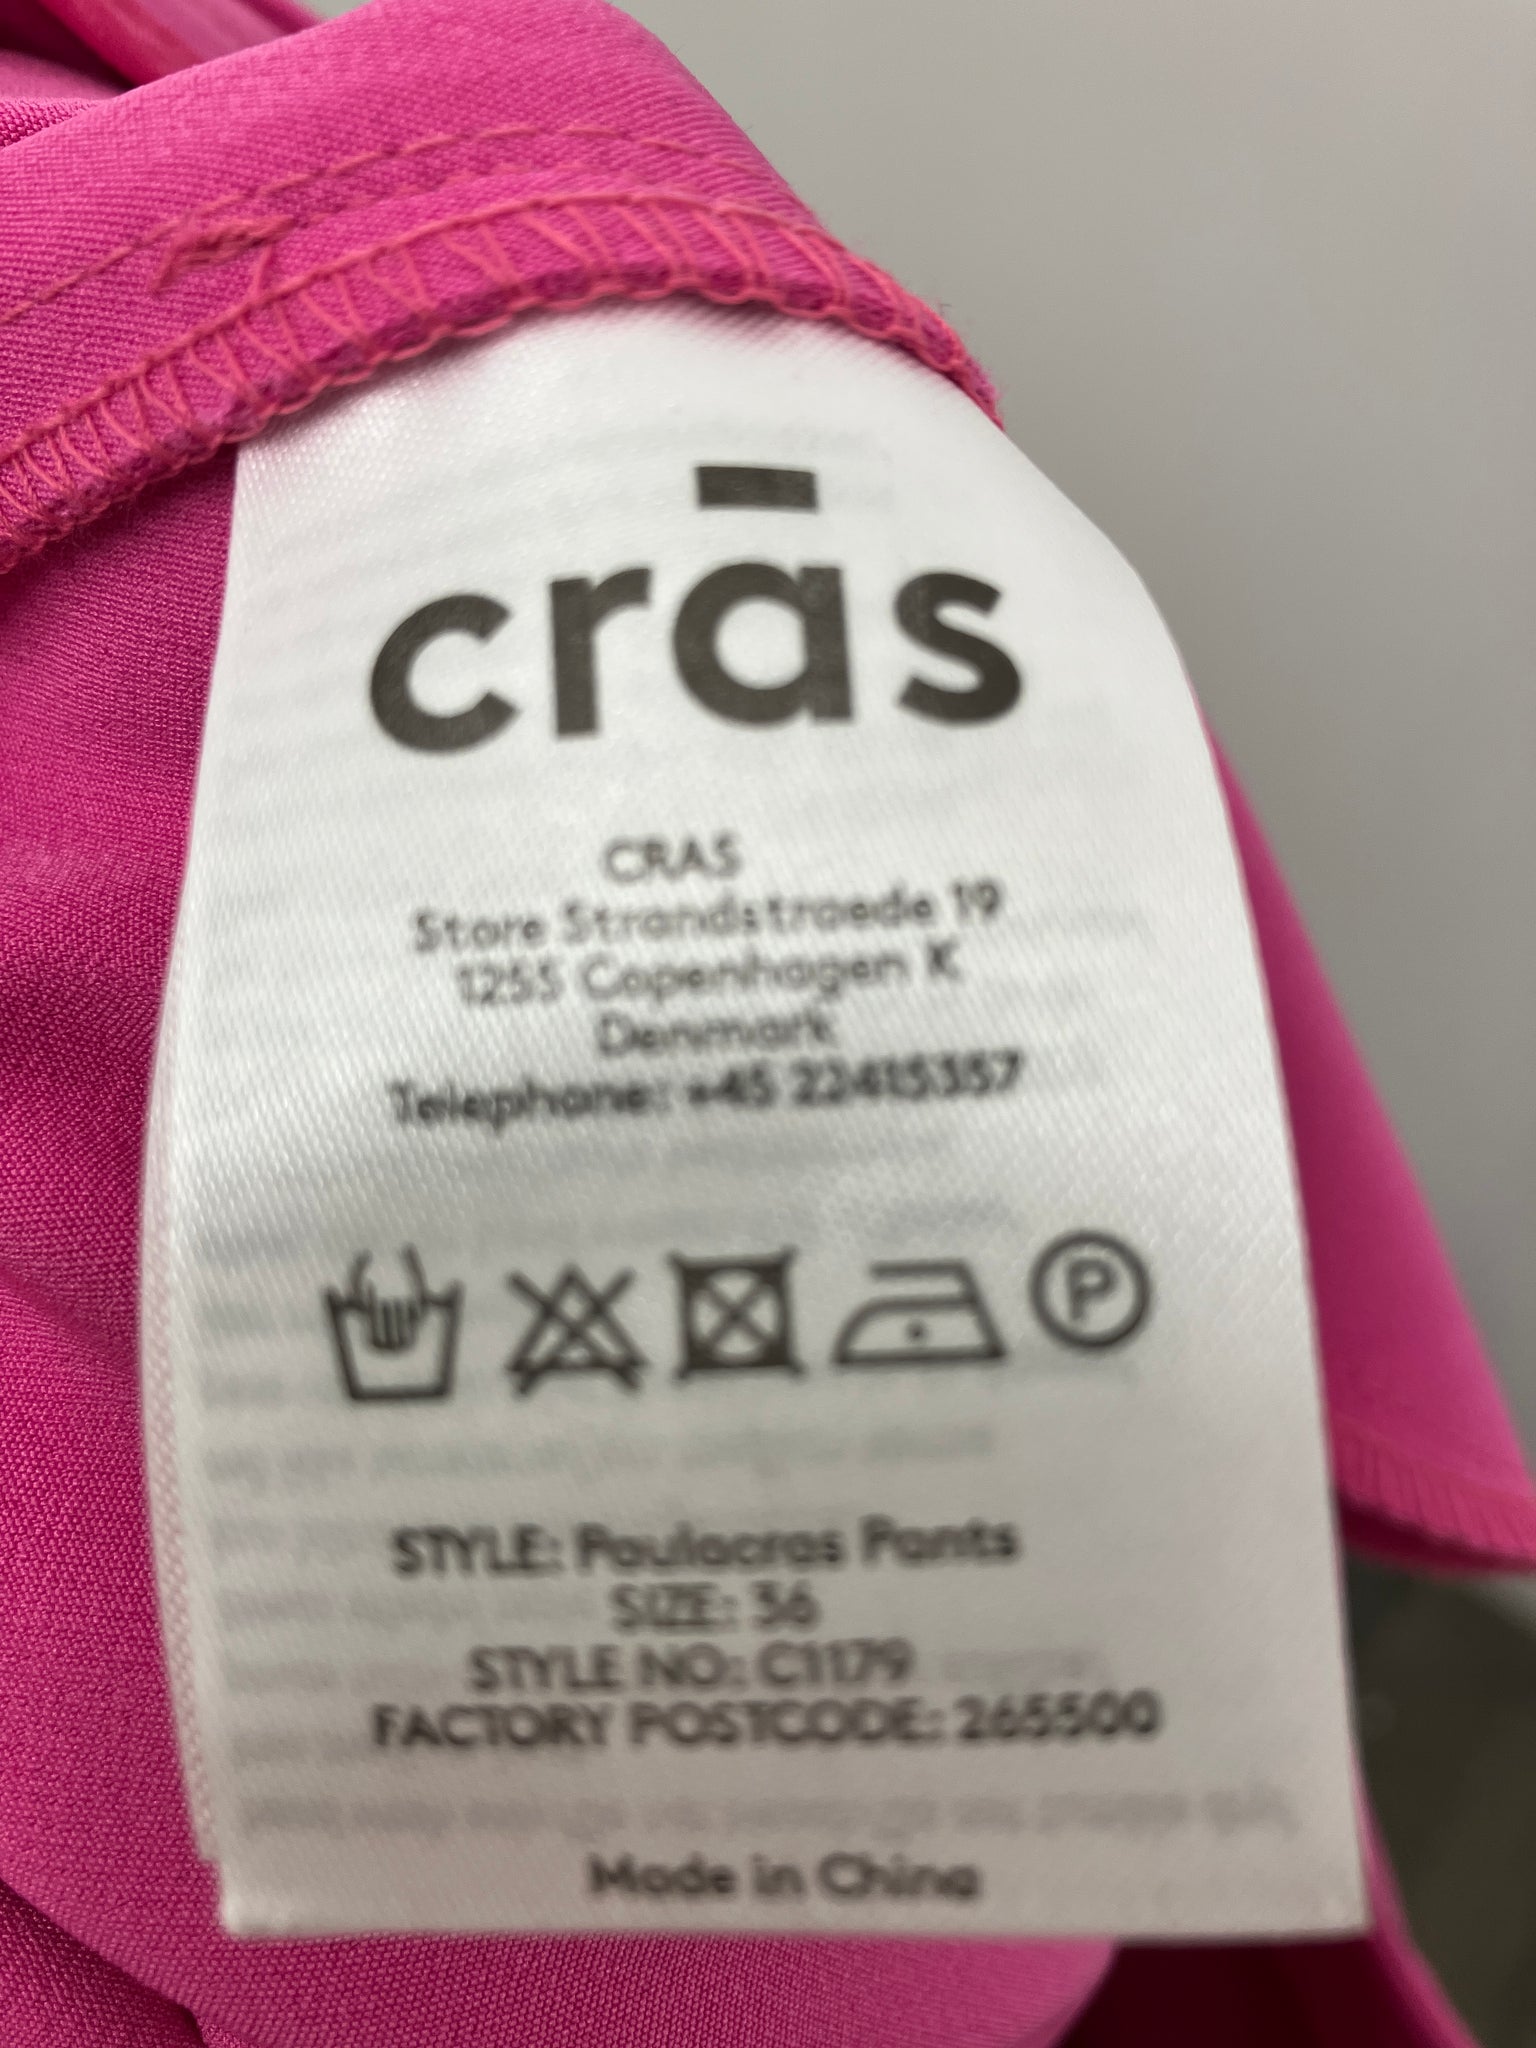 crās
CRAS
Store Strandstraede 19
1255 Copenhagen K
Denmark
Telephone: +45 22415357
P
STYLE: Paulacras Pants
SIZE: 36
STYLE NO: C1179
FACTORY POSTCODE: 265500
Made in China